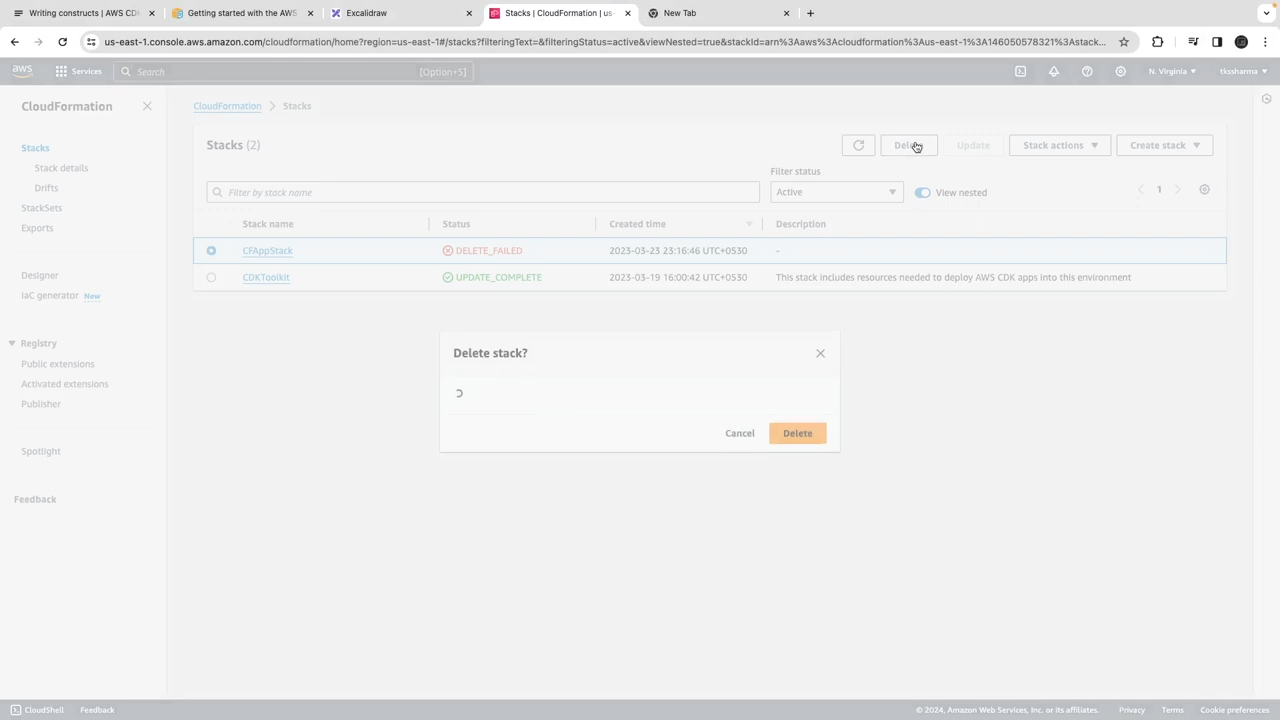 Writing constructs | AWS CDK
Getting started with the AWS
Excalidraw
Stacks | CloudFormation | us-
New Tab
us-east-1.console.aws.amazon.com/cloudformation/home?region=us-east-1#/stacks?filteringText=&filteringStatus=active&viewNested=true&stackId=arn%3Aaws%3Acloudformation%3Aus-east-1%3A146050578321%3Astack...
aws
Services
Search
[Option+S]
N. Virginia
tkssharma
CloudFormation
CloudFormation
Stacks
Stacks (2)
Update
Stack actions
Create stack
Filter status
Filter by stack name
Active
View nested
1
Stack name
Status
Created time
Description
CFAppStack
DELETE_FAILED
2023-03-23 23:16:46 UTC+0530
-
CDKToolkit
UPDATE_COMPLETE
2023-03-19 16:00:42 UTC+0530
This stack includes resources needed to deploy AWS CDK apps into this environment
Stacks
Stack details
Drifts
StackSets
Exports
Designer
IaC generator New
Registry
Public extensions
Activated extensions
Publisher
Spotlight
Feedback
Delete stack?
Cancel
Delete
CloudShell
Feedback
© 2024, Amazon Web Services, Inc. or its affiliates.
Privacy
Terms
Cookie preferences